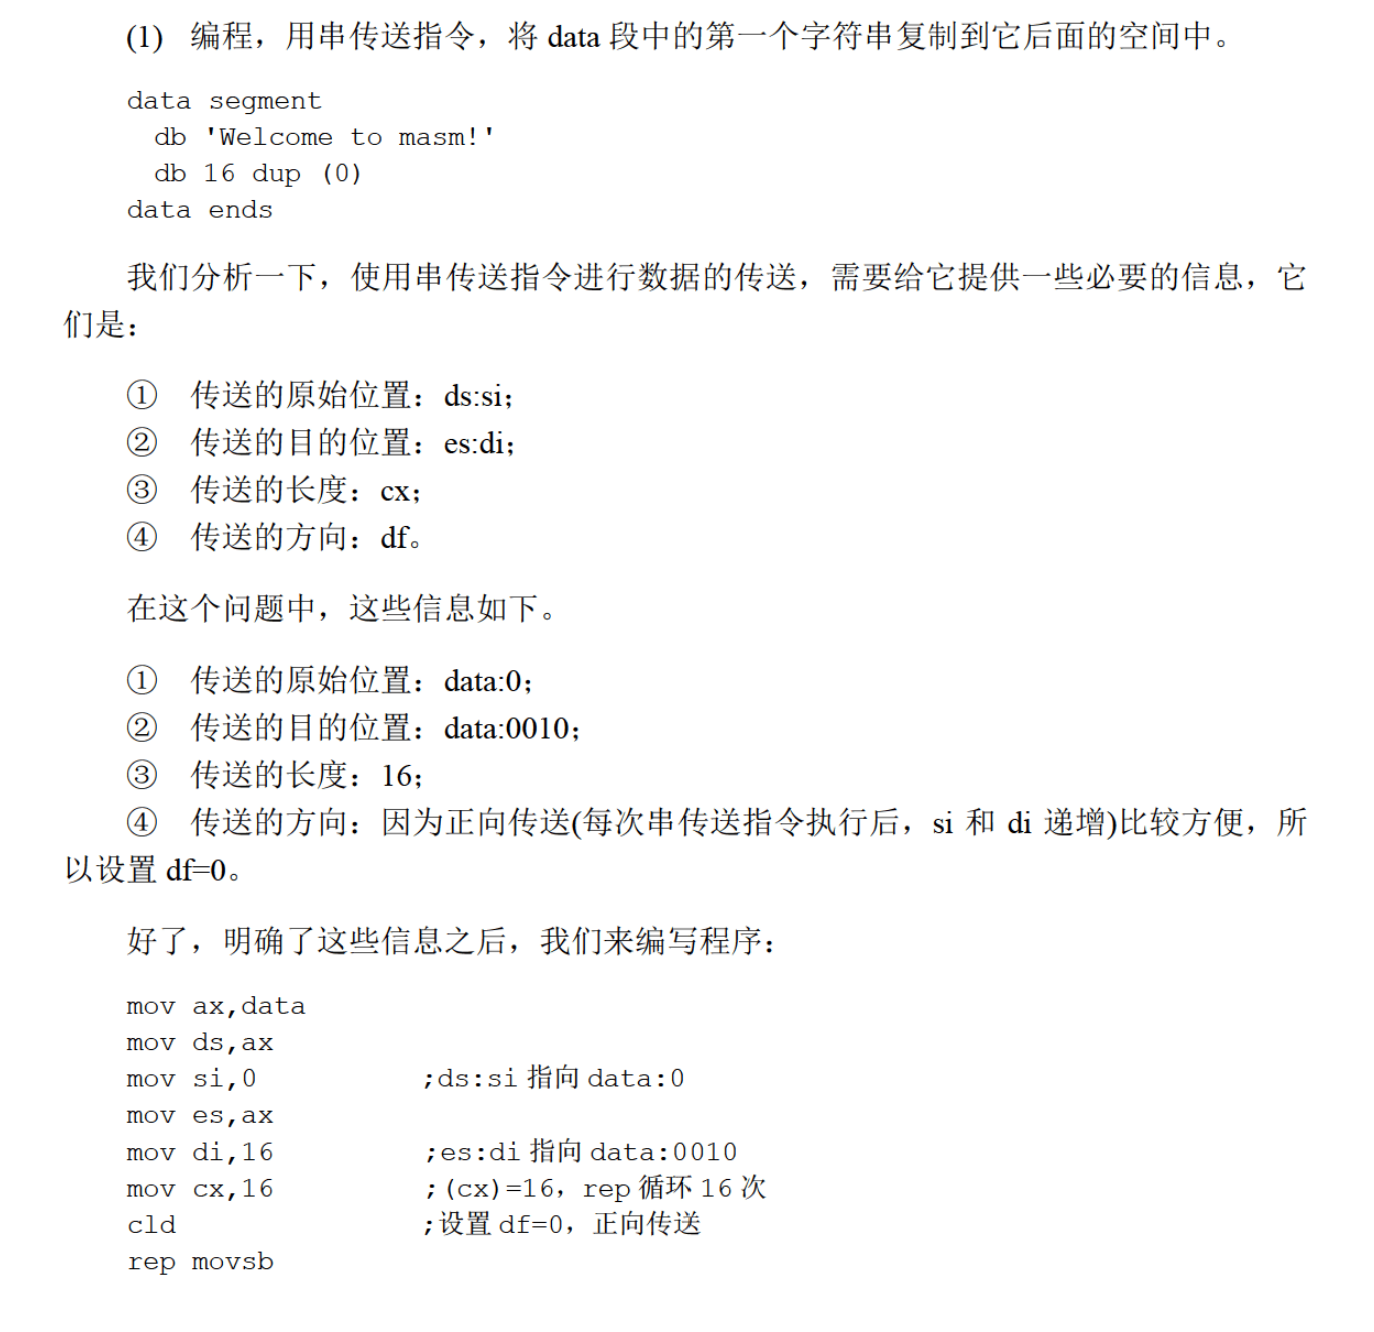 (1) 编程，用串传送指令，将 data 段中的第一个字符串复制到它后面的空间中。
data segment
db 'Welcome to masm!'
db 16 dup (0)
data ends
我们分析一下，使用串传送指令进行数据的传送，需要给它提供一些必要的信息，它
们是：
① 传送的原始位置：ds:si；
② 传送的目的位置：es:di；
③ 传送的长度：cx；
④ 传送的方向：df。
在这个问题中，这些信息如下。
① 传送的原始位置：data:0；
② 传送的目的位置：data:0010；
③ 传送的长度：16；
④ 传送的方向：因为正向传送(每次串传送指令执行后，si 和 di 递增)比较方便，所
以设置 df=0。
好了，明确了这些信息之后，我们来编写程序：
mov ax,data
mov ds,ax
mov si,0 ;ds:si 指向 data:0
mov es,ax
mov di,16 ;es:di 指向 data:0010
mov cx,16 ;(cx)=16，rep 循环 16 次
cld ;设置 df=0，正向传送
rep movsb